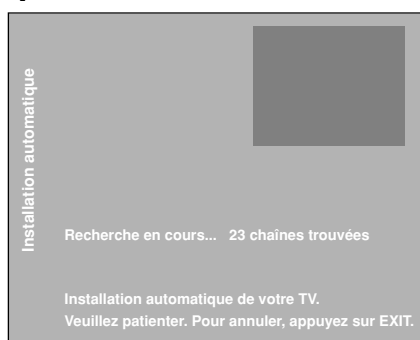 Installation automatique
Recherche en cours... 23 chaînes trouvées
Installation automatique de votre TV.
Veuillez patienter. Pour annuler, appuyez sur EXIT.